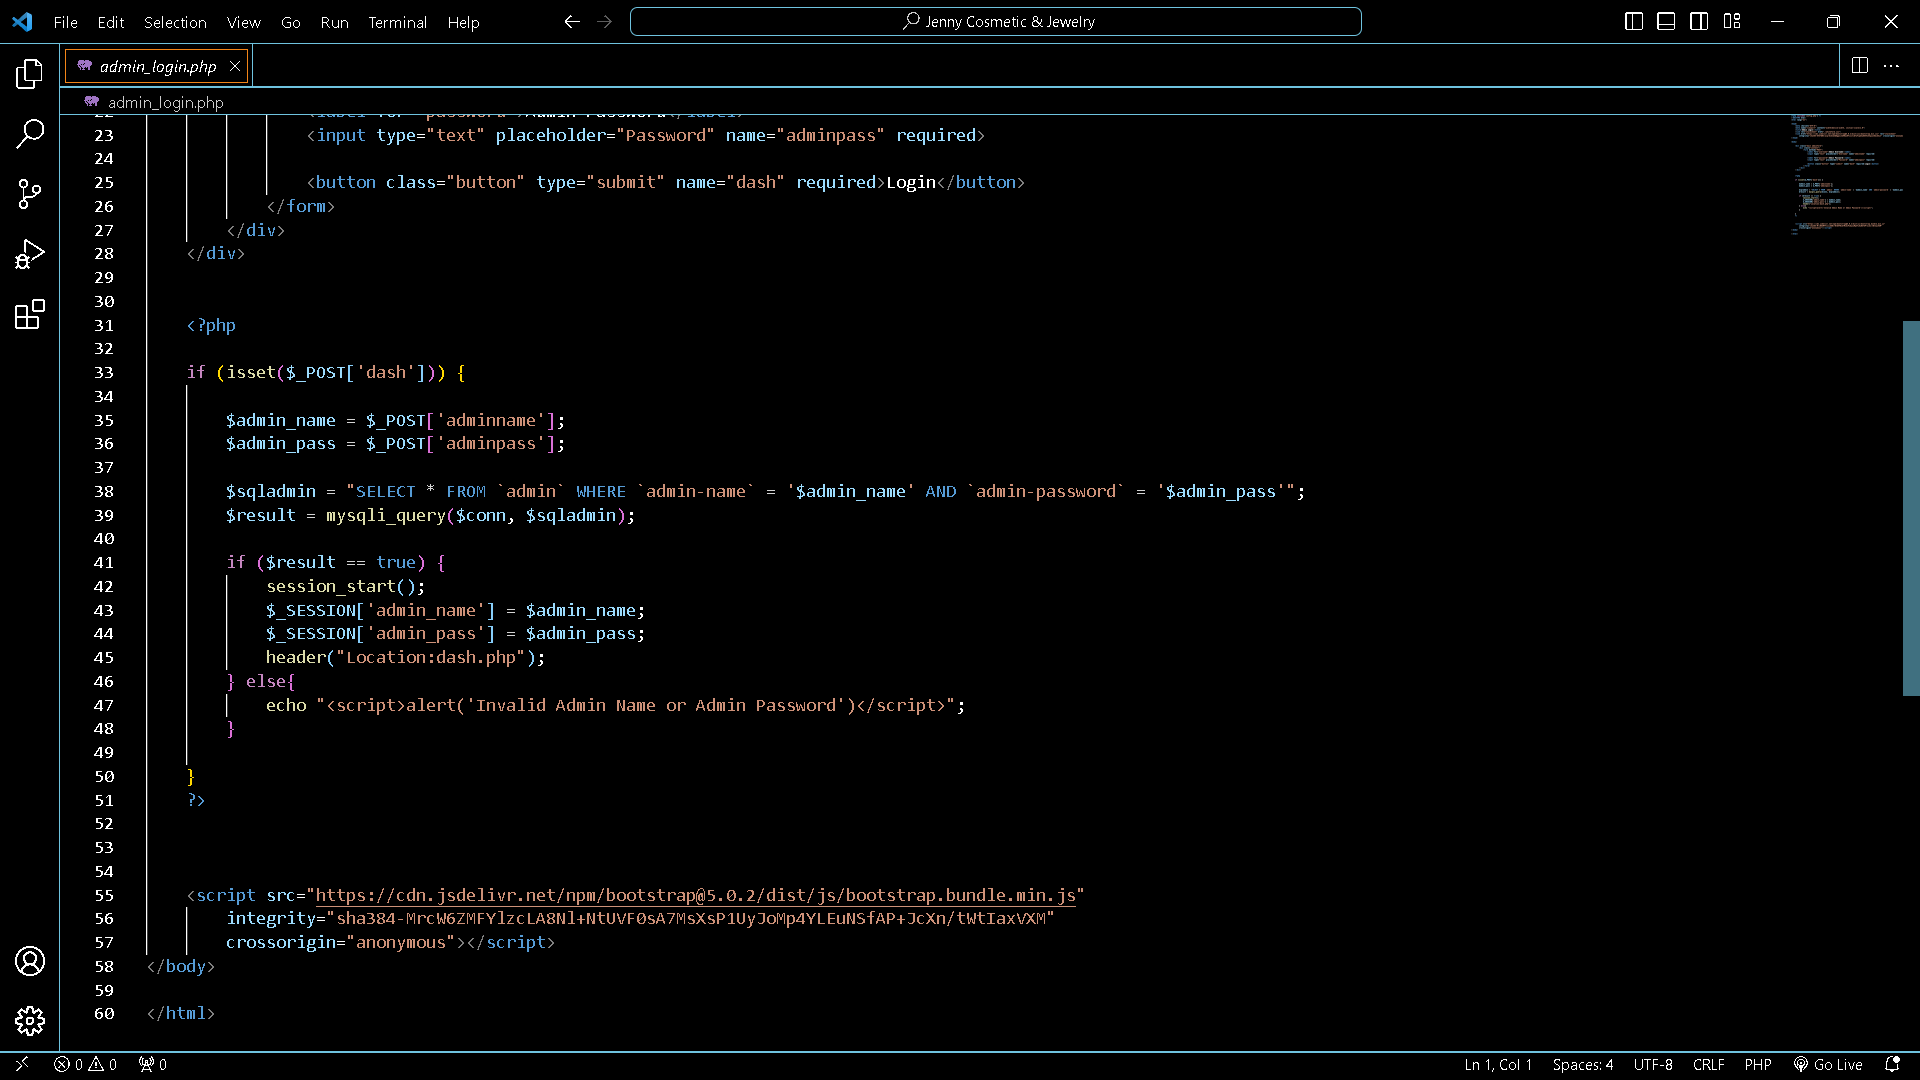 File Edit Selection View Go Run Terminal Help
Jenny Cosmetic & Jewelry
admin_login.php
admin_login.php
22
23 <input type="text" placeholder="Password" name="adminpass" required>
24
25 <button class="button" type="submit" name="dash" required>Login</button>
26 </form>
27 </div>
28 </div>
29
30
31 <?php
32
33 if (isset($_POST['dash'])) {
34
35 $admin_name = $_POST['adminname'];
36 $admin_pass = $_POST['adminpass'];
37
38 $sqladmin = "SELECT * FROM `admin` WHERE `admin-name` = '$admin_name' AND `admin-password` = '$admin_pass'";
39 $result = mysqli_query($conn, $sqladmin);
40
41 if ($result == true) {
42 session_start();
43 $_SESSION['admin_name'] = $admin_name;
44 $_SESSION['admin_pass'] = $admin_pass;
45 header("Location:dash.php");
46 } else{
47 echo "<script>alert('Invalid Admin Name or Admin Password')</script>";
48 }
49
50 }
51 ?>
52
53
54
55 <script src="https://cdn.jsdelivr.net/npm/bootstrap@5.0.2/dist/js/bootstrap.bundle.min.js"
56 integrity="sha384-MrcW6ZMFYlzcLA8Nl+NtUVF0sA7MsXsP1UyJoMp4YLEuNSfAP+JcXn/tWtIaxVXM"
57 crossorigin="anonymous"></script>
58 </body>
59
60 </html>
0 0 0 Ln 1, Col 1 Spaces: 4 UTF-8 CRLF PHP Go Live